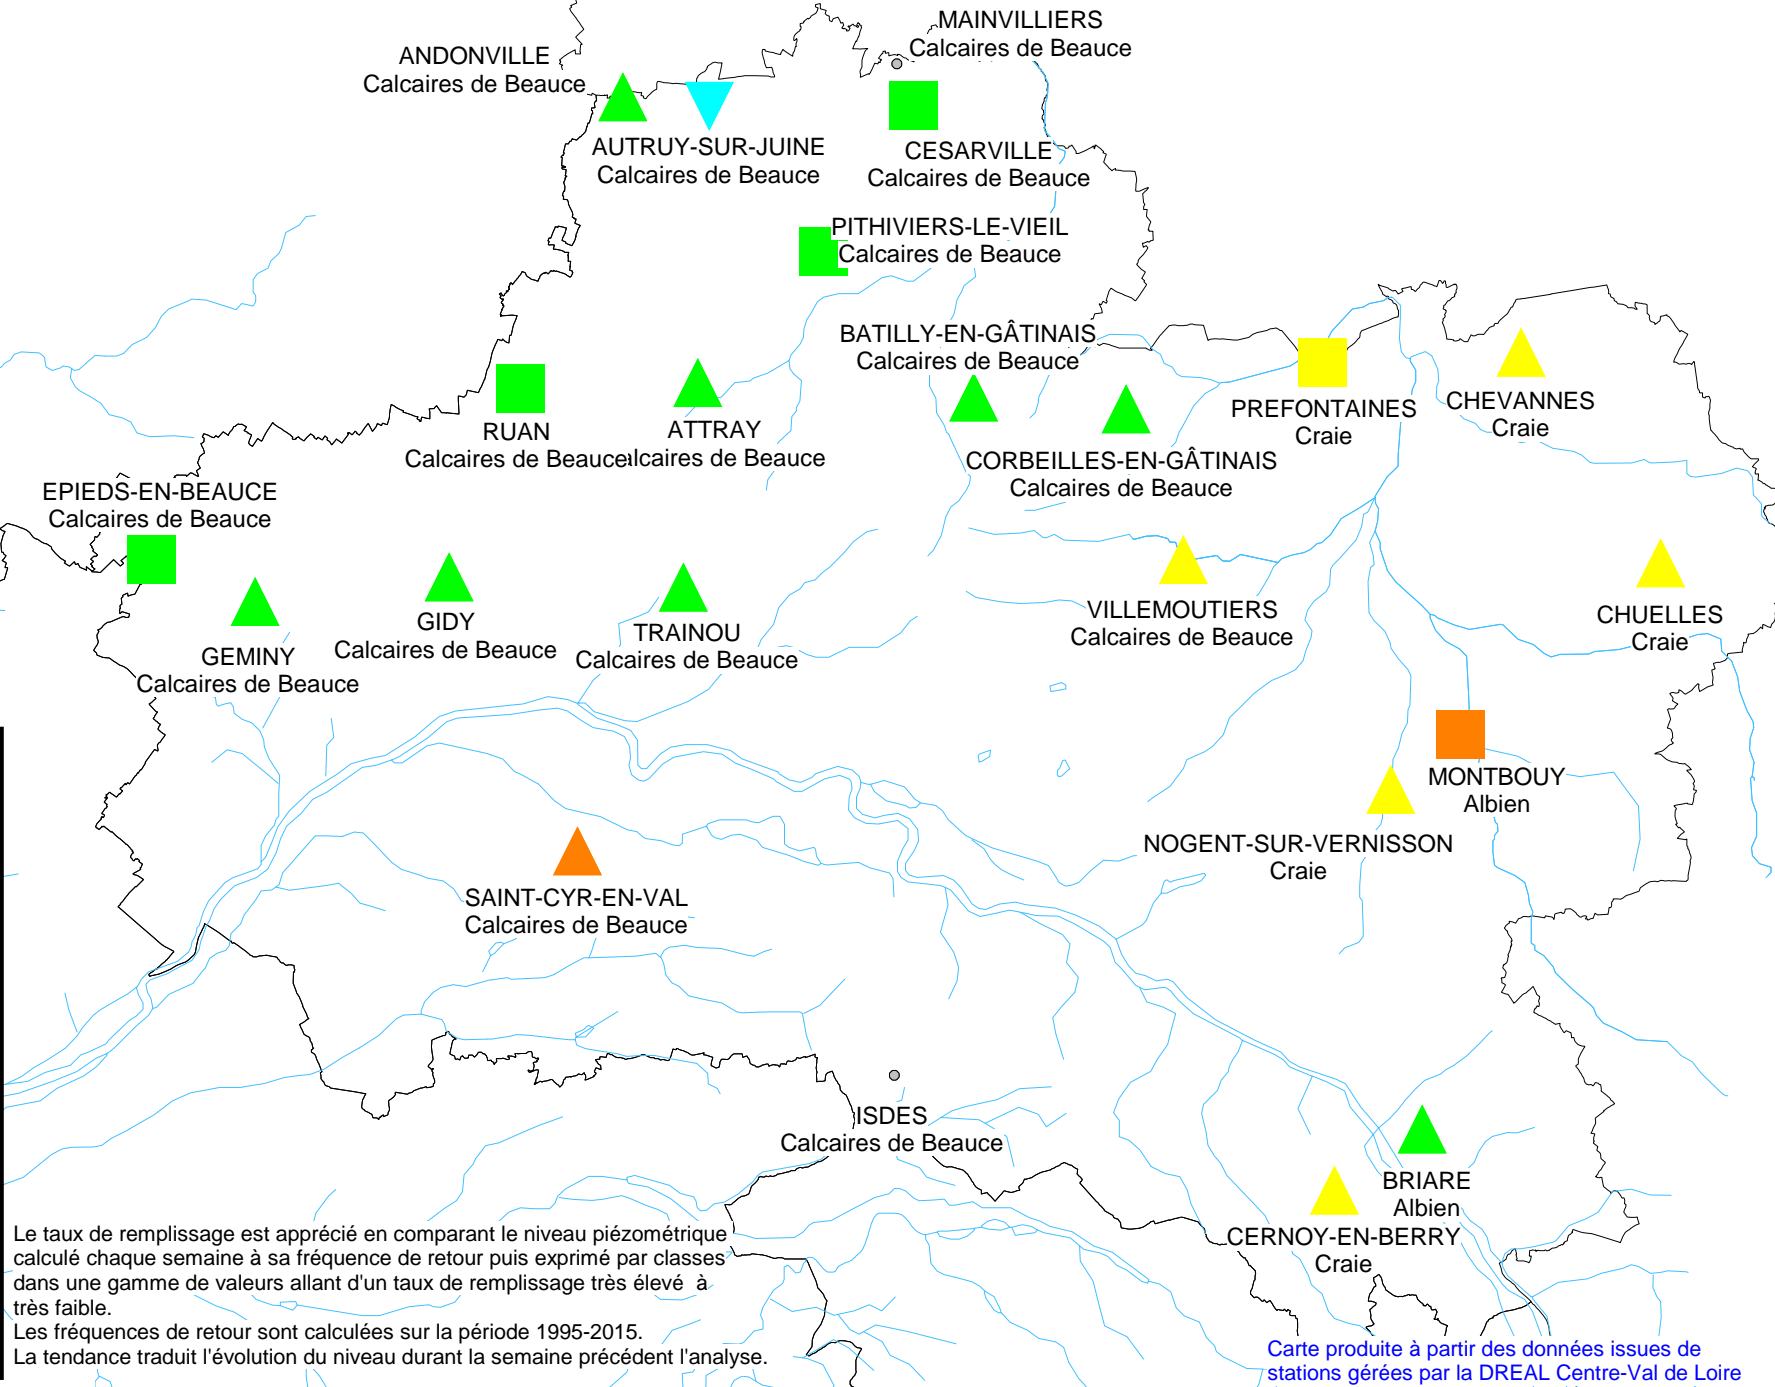 MAINVILLIERS
Calcaires de Beauce
ANDONVILLE
Calcaires de Beauce
AUTRUY-SUR-JUINE
Calcaires de Beauce
CESARVILLE
Calcaires de Beauce
PITHIVIERS-LE-VIEIL
Calcaires de Beauce
BATILLY-EN-GÂTINAIS
Calcaires de Beauce
RUAN
Calcaires de Beauce
ATTRAY
alcaires de Beauce
CORBEILLES-EN-GÂTINAIS
Calcaires de Beauce
PREFONTAINES
Craie
CHEVANNES
Craie
EPIEDS-EN-BEAUCE
Calcaires de Beauce
GEMINY
Calcaires de Beauce
GIDY
Calcaires de Beauce
TRAINOU
Calcaires de Beauce
VILLEMOUTIERS
Calcaires de Beauce
CHUELLES
Craie
MONTBOUY
Albien
NOGENT-SUR-VERNISSON
Craie
SAINT-CYR-EN-VAL
Calcaires de Beauce
ISDES
Calcaires de Beauce
BRIARE
Albien
CERNOY-EN-BERRY
Craie
Le taux de remplissage est apprécié en comparant le niveau piézométrique
calculé chaque semaine à sa fréquence de retour puis exprimé par classes
dans une gamme de valeurs allant d'un taux de remplissage très élevé à
très faible.
Les fréquences de retour sont calculées sur la période 1995-2015.
La tendance traduit l'évolution du niveau durant la semaine précédent l'analyse.
Carte produite à partir des données issues de
stations gérées par la DREAL Centre-Val de Loire